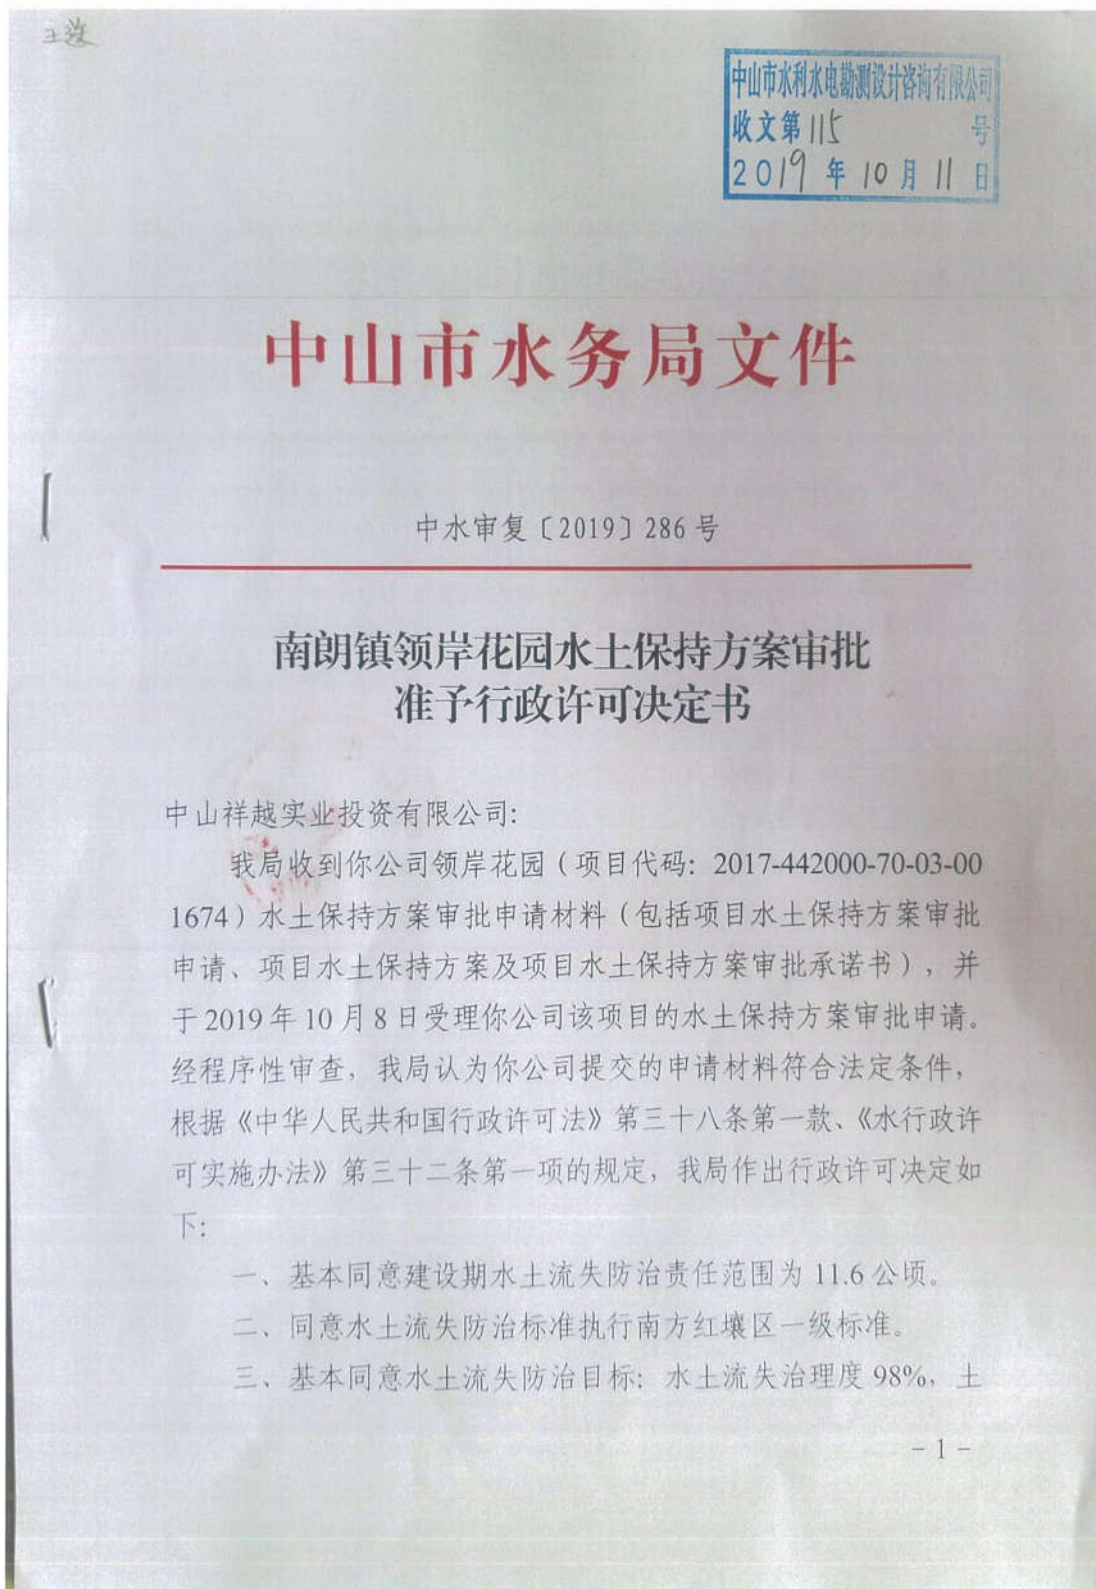 中山市水利水电勘测设计咨询有限公司
收文第115号
2019年10月11日
中山市水务局文件
中水审复〔2019〕286号
南朗镇领岸花园水土保持方案审批
准予行政许可决定书
中山祥越实业投资有限公司:
我局收到你公司领岸花园（项目代码: 2017-442000-70-03-00
1674）水土保持方案审批申请材料（包括项目水土保持方案审批
申请、项目水土保持方案及项目水土保持方案审批承诺书），并
于2019年10月8日受理你公司该项目的水土保持方案审批申请。
经程序性审查，我局认为你公司提交的申请材料符合法定条件，
根据《中华人民共和国行政许可法》第三十八条第一款、《水行政许
可实施办法》第三十二条第一项的规定，我局作出行政许可决定如
下:
一、基本同意建设期水土流失防治责任范围为11.6公顷。
二、同意水土流失防治标准执行南方红壤区一级标准。
三、基本同意水土流失防治目标: 水土流失治理度98%，土
- 1 -